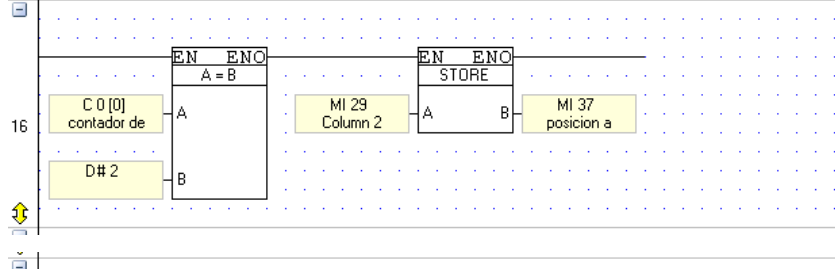 EN ENO
EN ENO
A = B
STORE
C 0 [0]
contador de
A
MI 29
Column 2
A
B
MI 37
posicion a
16
D# 2
B